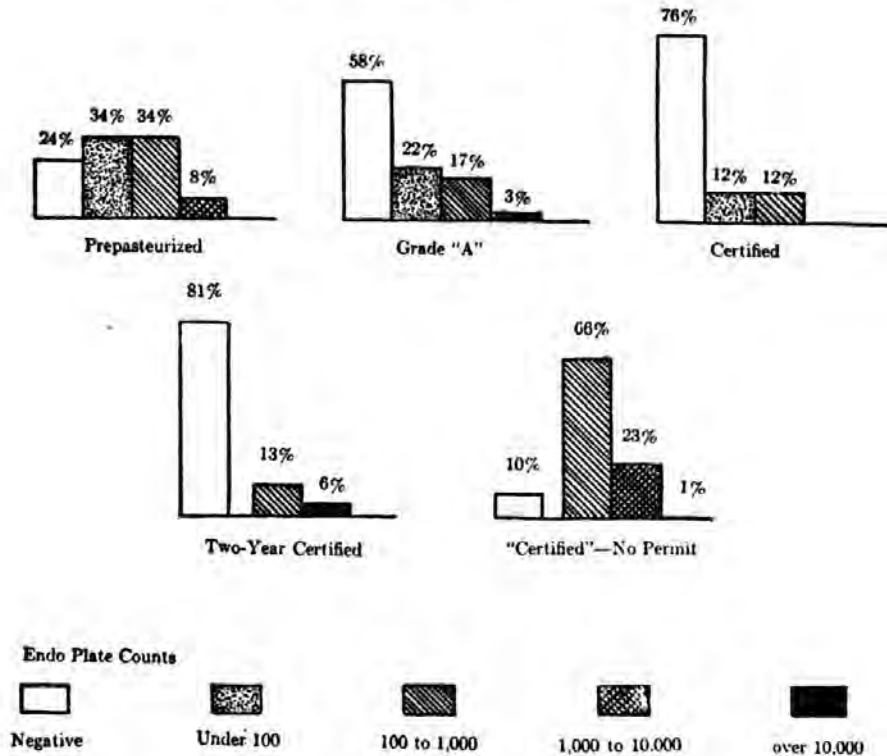 76%
58%
34% 34%
24%
22%
17%
12% 12%
8%
3%
Prepasteurized
Grade "A"
Certified
81%
66%
23%
13%
10%
6%
1%
Two-Year Certified
"Certified"—No Permit
Endo Plate Counts
Negative
Under 100
100 to 1,000
1,000 to 10,000
over 10,000